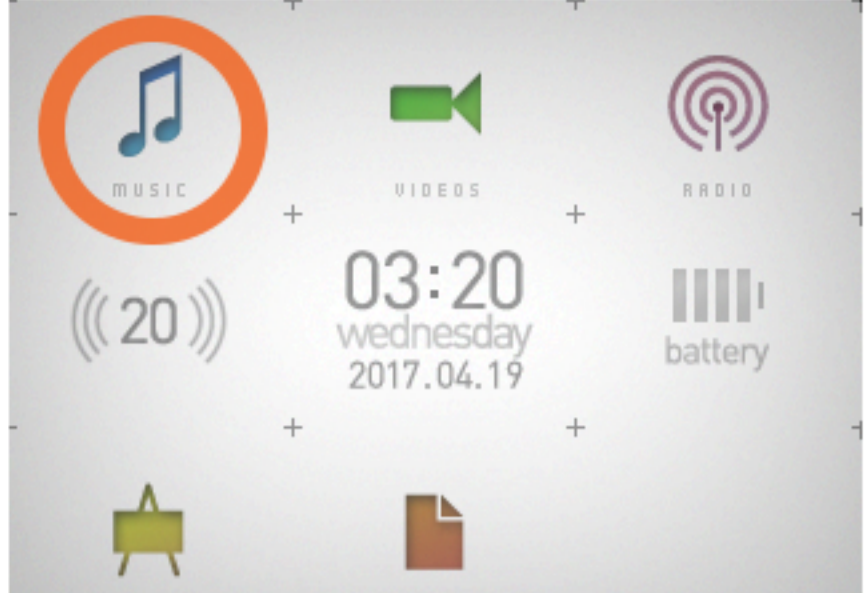 MUSIC
VIDEOS
RADIO
20
03:20
wednesday
2017.04.19
battery